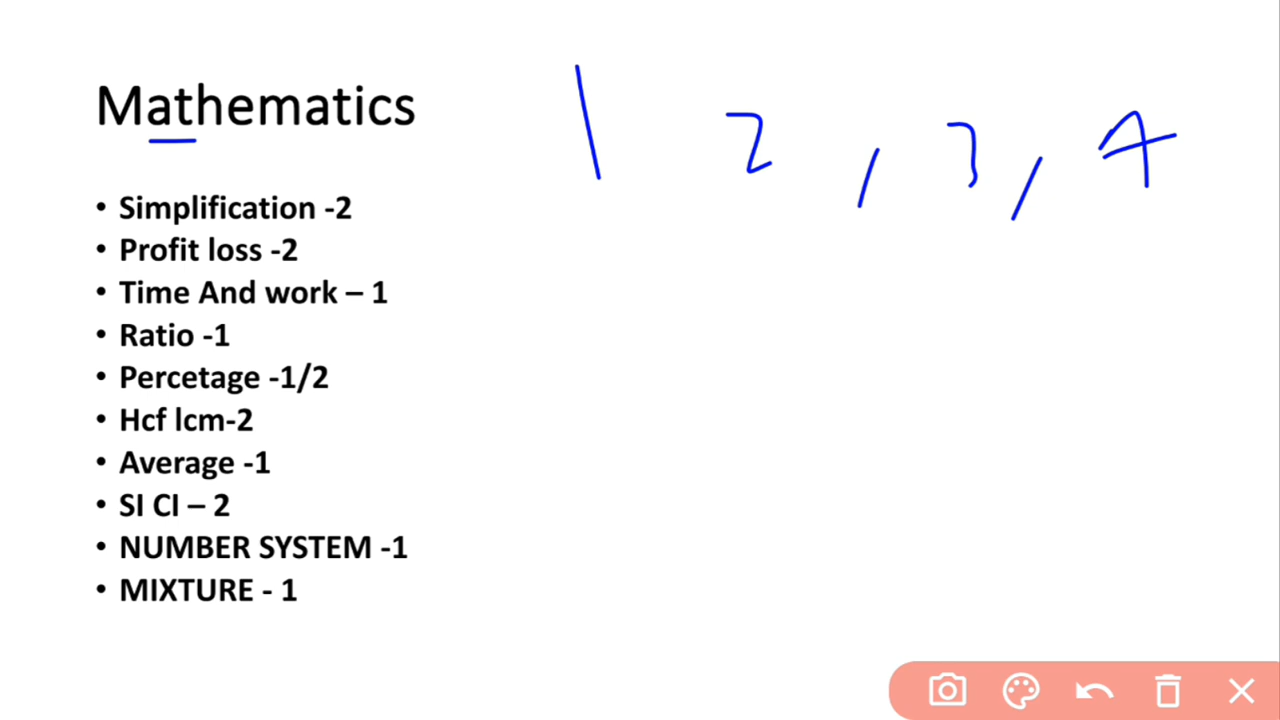 Mathematics
1 2 , 3 , 4
• Simplification -2
• Profit loss -2
• Time And work – 1
• Ratio -1
• Percetage -1/2
• Hcf lcm-2
• Average -1
• SI CI – 2
• NUMBER SYSTEM -1
• MIXTURE - 1